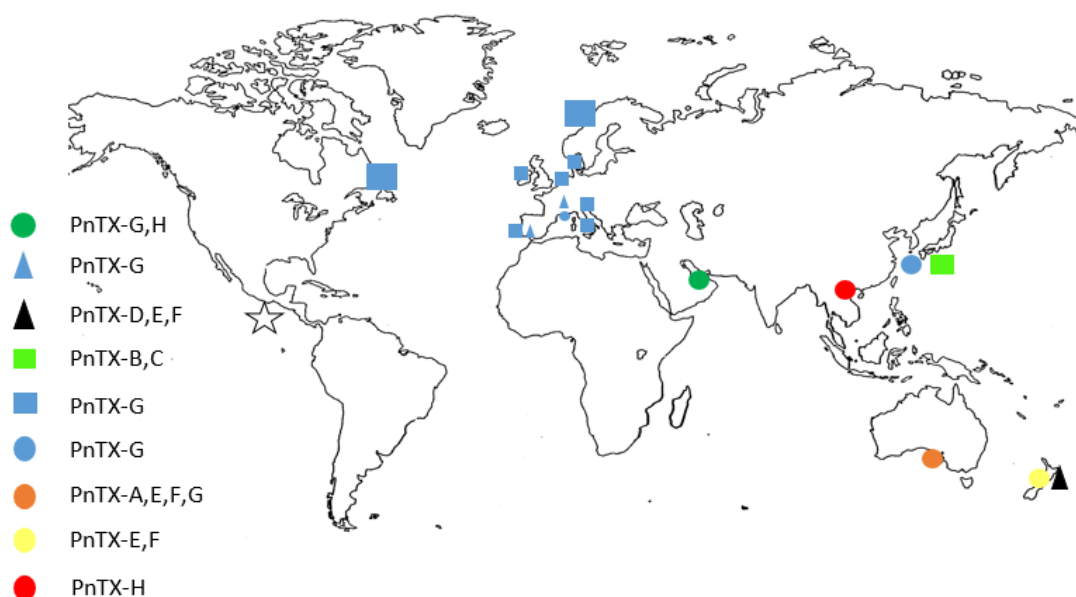 PnTX-G,H
PnTX-G
PnTX-D,E,F
PnTX-B,C
PnTX-G
PnTX-G
PnTX-A,E,F,G
PnTX-E,F
PnTX-H